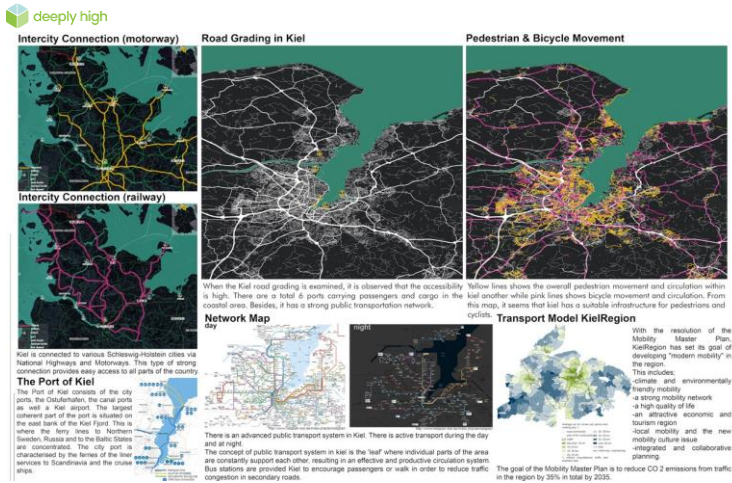 deeply high
Intercity Connection (motorway)
Road Grading in Kiel
Pedestrian & Bicycle Movement
Intercity Connection (railway)
When the Kiel road grading is examined, it is observed that the accessibility
is high. There are a total 6 ports carrying passengers and cargo in the
coastal area. Besides, it has a strong public transportation network.
Yellow lines shows the overall pedestrian movement and circulation within
kiel another while pink lines shows bicycle movement and circulation. From
this map, it seems that kiel has a suitable infrastructure for pedestrians and
cyclists.
Kiel is connected to various Schleswig-Holstein cities via
National Highways and Motorways. This type of strong
connection provides easy access to all parts of the country
The Port of Kiel
The Port of Kiel consists of the city
ports, the Ostuferhafen, the canal ports
as well a Kiel airport. The largest
coherent part of the port is situated on
the east bank of the Kiel Fjord. This is
where the ferry lines to Northern
Sweden, Russia and to the Baltic States
are concentrated. The city port is
characterised by the ferries of the liner
services to Scandinavia and the cruise
ships.
Network Map
day
night
There is an advanced public transport system in Kiel. There is active transport during the day
and at night.
The concept of public transport system in kiel is the 'leaf' where individual parts of the area
are constantly support each other, resulting in an effective and productive circulation system.
Bus stations are provided Kiel to encourage passengers or walk in order to reduce traffic
congestion in secondary roads.
Transport Model KielRegion
With the resolution of the
Mobility Master Plan,
KielRegion has set its goal of
developing "modern mobility" in
the region.
This includes;
-climate and environmentally
friendly mobility
-a strong mobility network
-a high quality of life
-an attractive economic and
tourism region
-local mobility and the new
mobility culture issue
-integrated and collaborative
planning.
The goal of the Mobility Master Plan is to reduce CO 2 emissions from traffic
in the region by 35% in total by 2035.